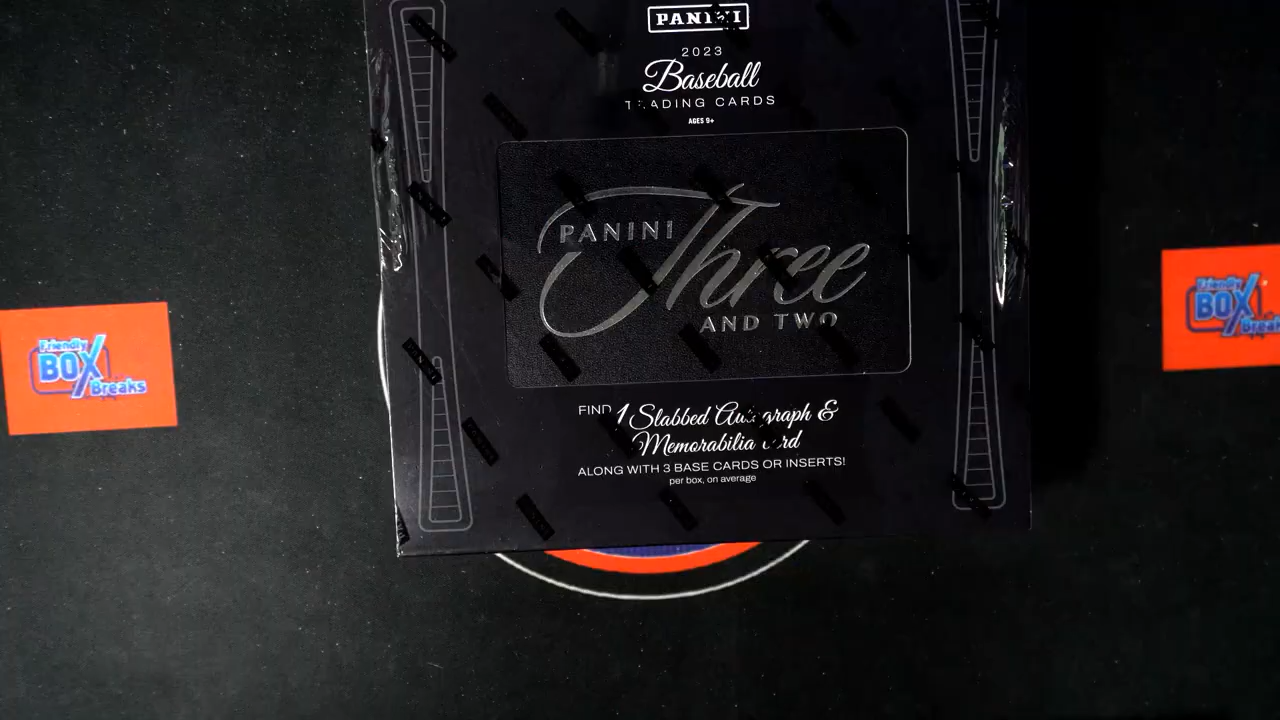 PANINI
2023
Baseball
TRADING CARDS
AGES 9+
PANINI
Three
AND TWO
FIND 1 Slabbed Autograph &
Memorabilia Card
ALONG WITH 3 BASE CARDS OR INSERTS!
per box, on average
Friendly
BOX
Breaks
Friendly
BOX
Breaks